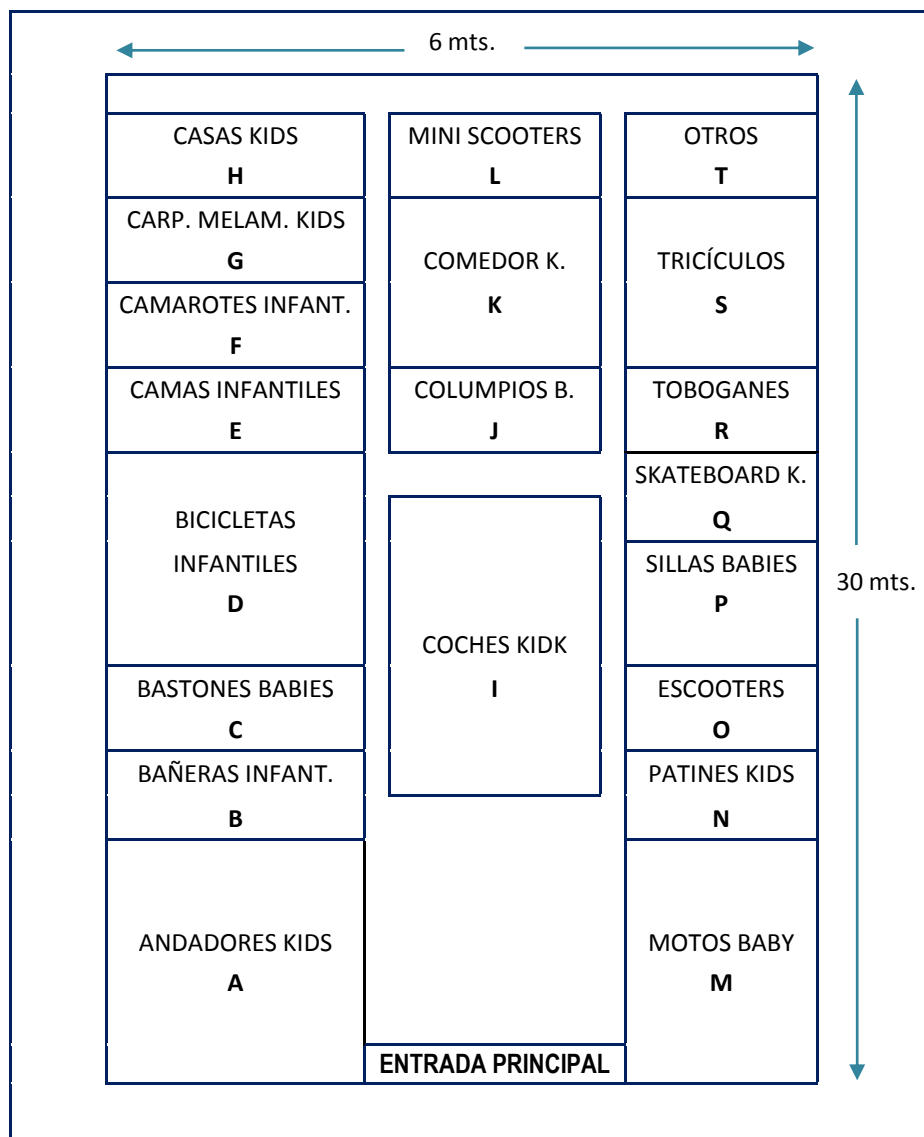 6 mts.
CASAS KIDS
H
MINI SCOOTERS
L
OTROS
T
CARP. MELAM. KIDS
G
COMEDOR K.
K
TRICÍCULOS
S
CAMAROTES INFANT.
F
CAMAS INFANTILES
E
COLUMPIOS B.
J
TOBOGANES
R
BICICLETAS
INFANTILES
D
SKATEBOARD K.
Q
SILLAS BABIES
P
30 mts.
COCHES KIDK
I
BASTONES BABIES
C
ESCOOTERS
O
BAÑERAS INFANT.
B
PATINES KIDS
N
ANDADORES KIDS
A
MOTOS BABY
M
ENTRADA PRINCIPAL